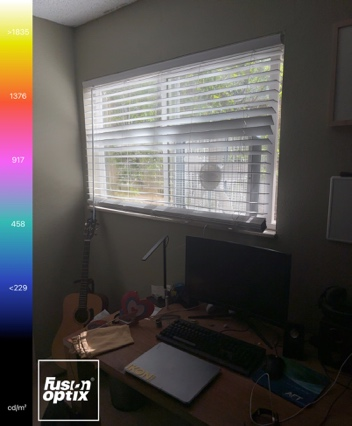 >1835
1376
917
458
<229
cd/m²
fusion
optix